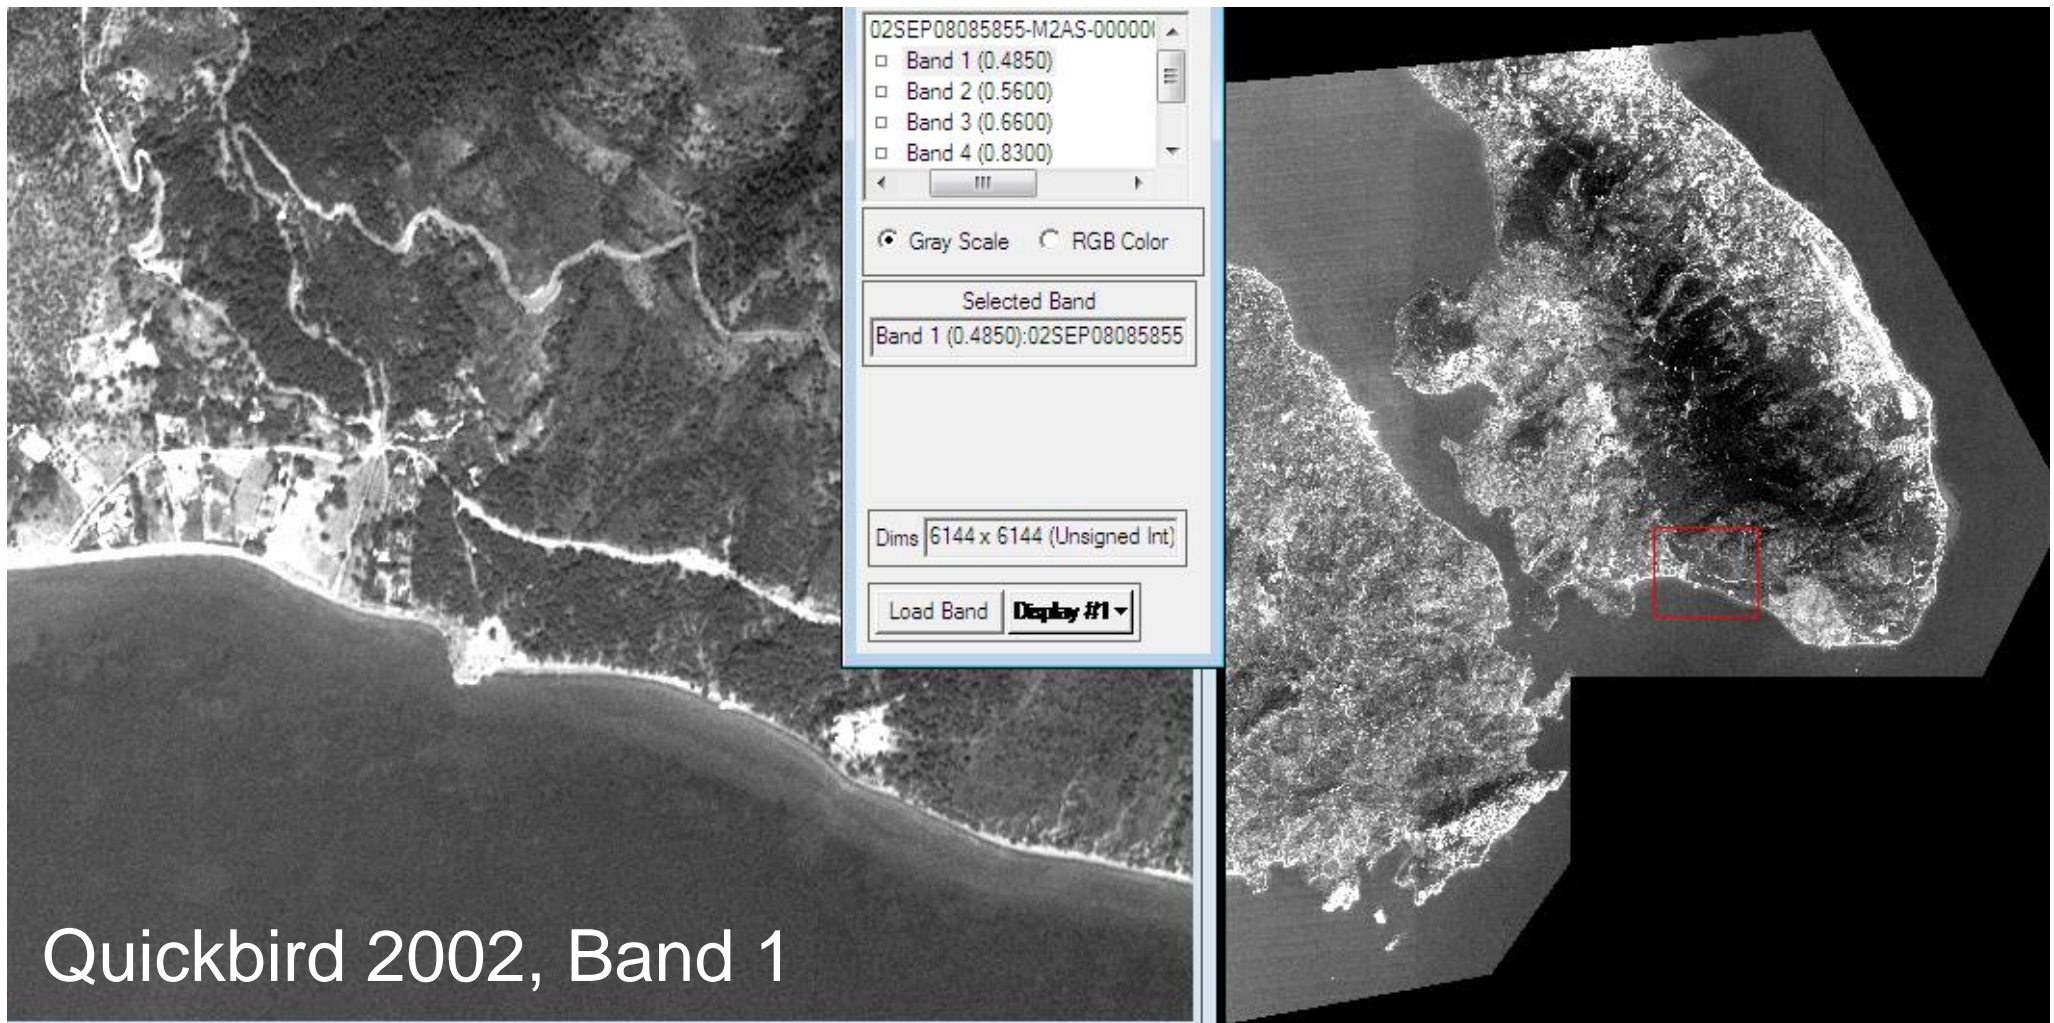 02SEP08085855-M2AS-00000
Band 1 (0.4850)
Band 2 (0.5600)
Band 3 (0.6600)
Band 4 (0.8300)
Gray Scale
RGB Color
Selected Band
Band 1 (0.4850):02SEP08085855
Dims 6144 x 6144 (Unsigned Int)
Load Band
Display #1
Quickbird 2002, Band 1